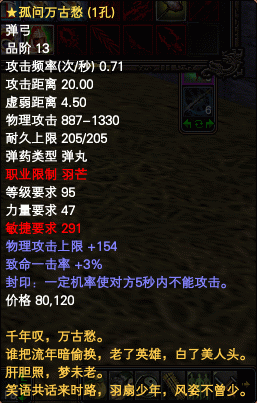 ★孤问万古愁 (1孔)
弹弓
品阶 13
攻击频率(次/秒) 0.71
攻击距离 20.00
虚弱距离 4.50
物理攻击 887-1330
耐久上限 205/205
弹药类型 弹丸
职业限制 羽芒
等级要求 95
力量要求 47
敏捷要求 291
物理攻击上限 +154
致命一击率 +3%
封印：一定机率使对方5秒内不能攻击。
价格 80,120
千年叹，万古愁。
谁把流年暗偷换，老了英雄，白了美人头。
肝胆照，梦未老。
笑语共话来时路，羽扇少年，风姿不曾少。
6